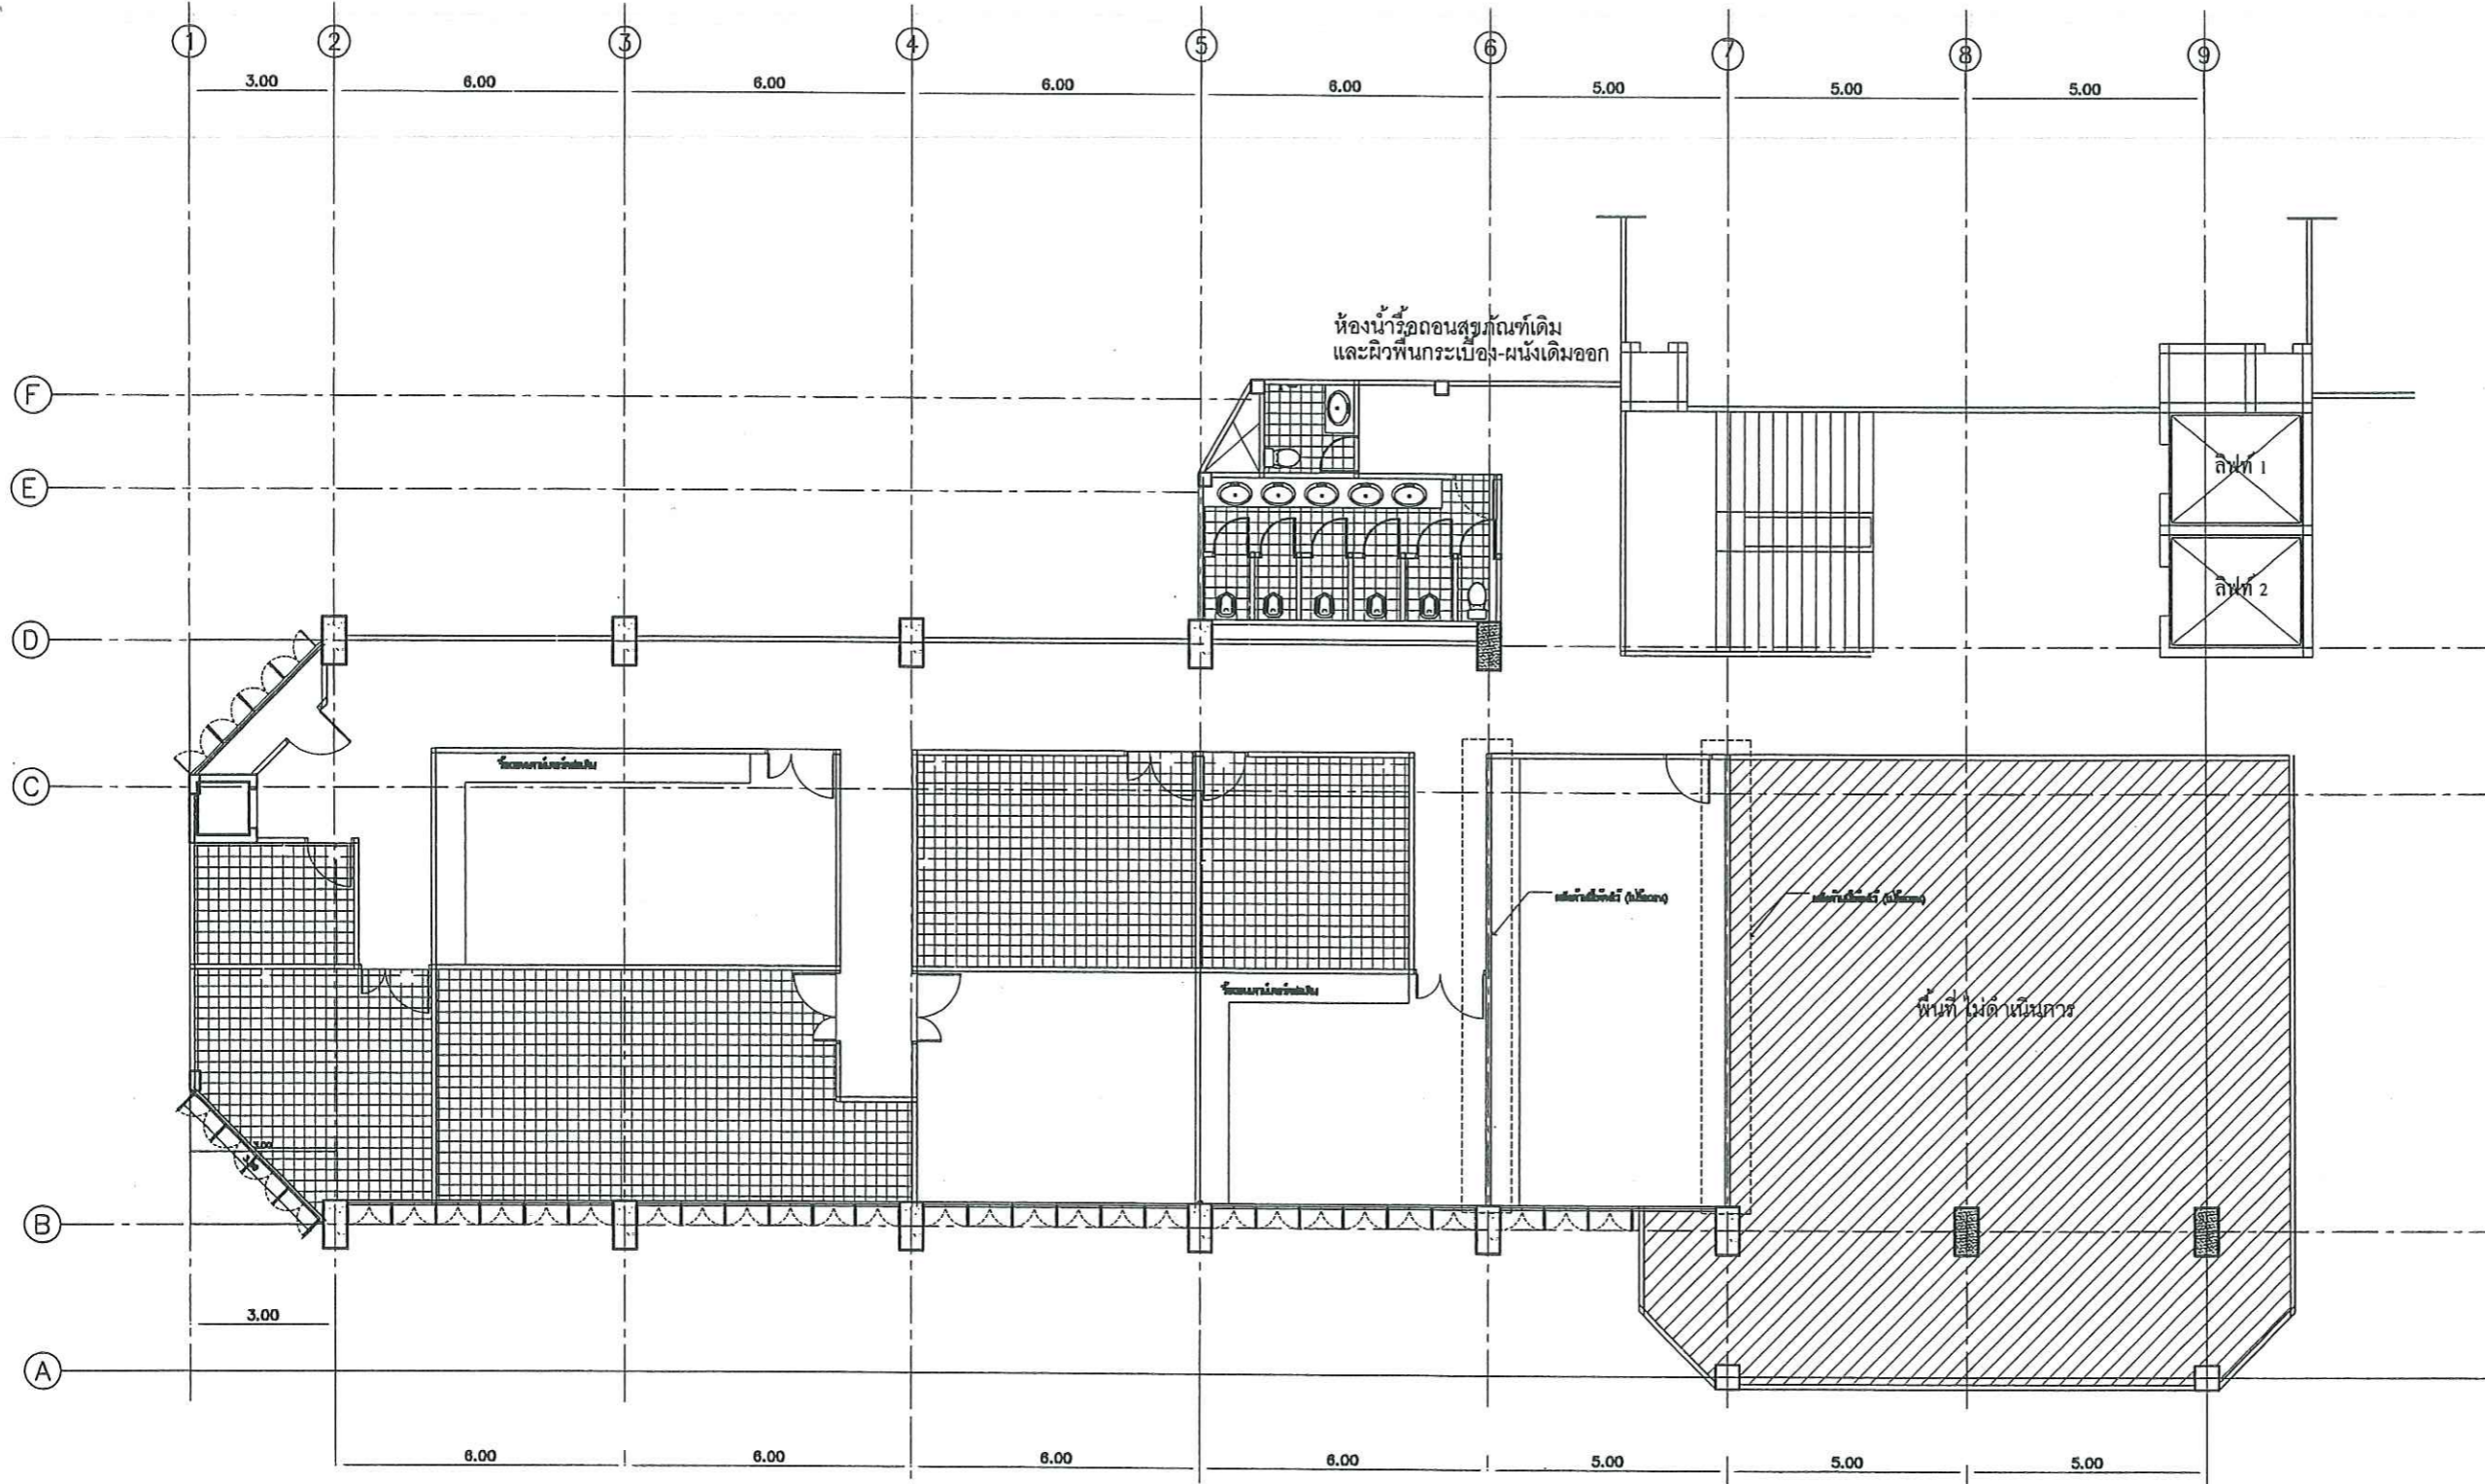 1 2 3 4 5 6 7 8 9
3.00 6.00 6.00 6.00 6.00 5.00 5.00 5.00
ห้องน้ำรื้อถอนสุขภัณฑ์เดิม
และผิวพื้นกระเบื้อง-ผนังเดิมออก
F
ลิฟท์ 1
E
ลิฟท์ 2
D
C
พื้นที่ ไม่ดำเนินการ
3.00
B
3.00
A
6.00 6.00 6.00 6.00 5.00 5.00 5.00